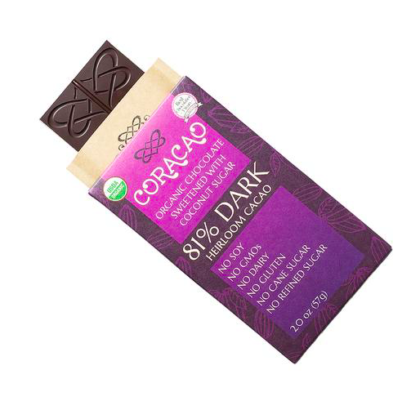 CORACAO
ORGANIC CHOCOLATE
SWEETENED WITH
COCONUT SUGAR
81% DARK
HEIRLOOM CACAO
NO SOY
NO GMOs
NO DAIRY
NO GLUTEN
NO CANE SUGAR
NO REFINED SUGAR
2.0 oz (57g)